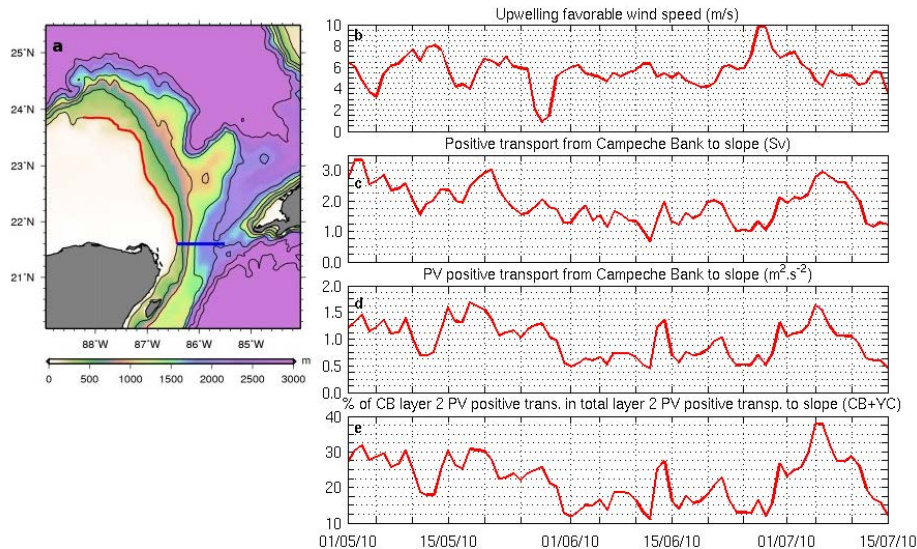 a
25°N
24°N
23°N
22°N
21°N
88°W 87°W 86°W 85°W
m
0 500 1000 1500 2000 2500 3000
Upwelling favorable wind speed (m/s)
b
10
8
6
4
2
0
Positive transport from Campeche Bank to slope (Sv)
c
3.0
2.0
1.0
0.0
PV positive transport from Campeche Bank to slope (m².s⁻²)
d
2.0
1.5
1.0
0.5
0.0
% of CB layer 2 PV positive trans. in total layer 2 PV positive transp. to slope (CB+YC)
e
40
30
20
10
01/05/10 15/05/10 01/06/10 15/06/10 01/07/10 15/07/10